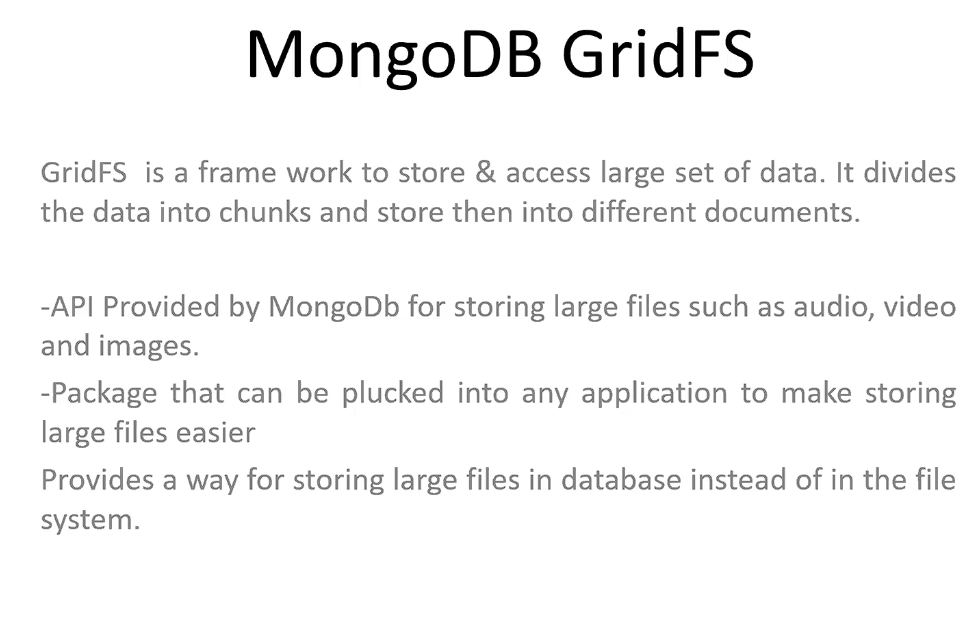 MongoDB GridFS
GridFS is a frame work to store & access large set of data. It divides
the data into chunks and store then into different documents.
-API Provided by MongoDb for storing large files such as audio, video
and images.
-Package that can be plucked into any application to make storing
large files easier
Provides a way for storing large files in database instead of in the file
system.